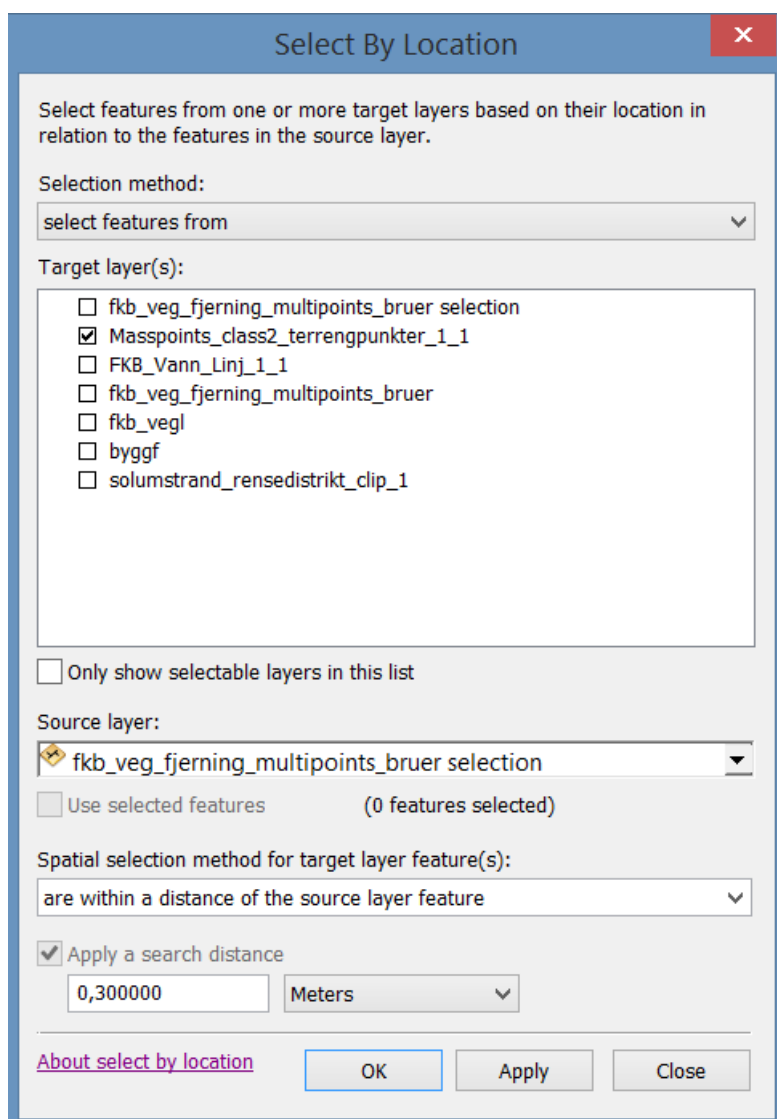 Select By Location
Select features from one or more target layers based on their location in
relation to the features in the source layer.
Selection method:
select features from
Target layer(s):
fkb_veg_fjerning_multipoints_bruer selection
Masspoints_class2_terrengpunkter_1_1
FKB_Vann_Linj_1_1
fkb_veg_fjerning_multipoints_bruer
fkb_vegl
byggf
solumstrand_rensedistrikt_clip_1
Only show selectable layers in this list
Source layer:
fkb_veg_fjerning_multipoints_bruer selection
Use selected features (0 features selected)
Spatial selection method for target layer feature(s):
are within a distance of the source layer feature
Apply a search distance
0,300000 Meters
About select by location OK Apply Close